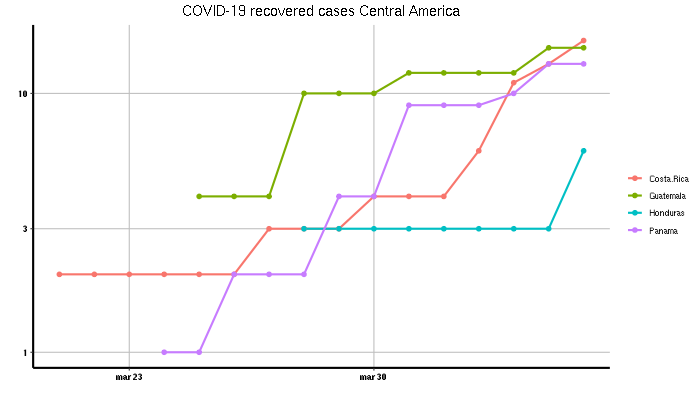 COVID-19 recovered cases Central America
10
3
1
mar 23
mar 30
Costa.Rica
Guatemala
Honduras
Panama